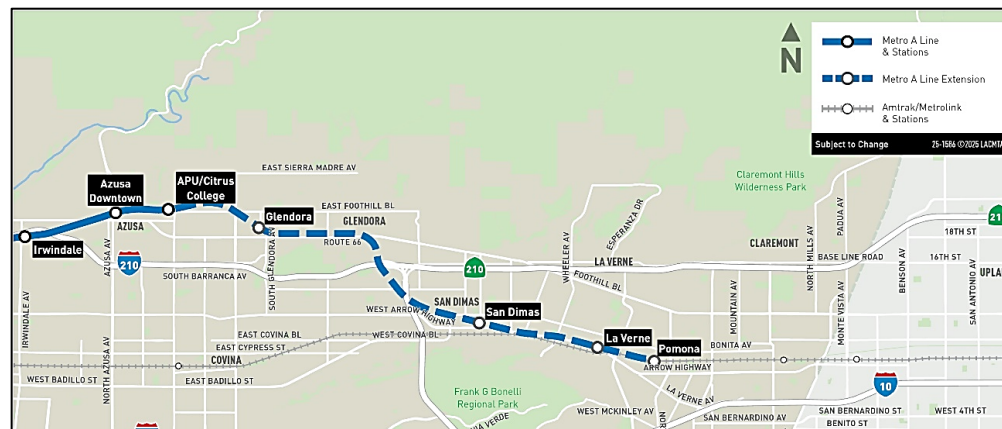 N
Metro A Line
& Stations
Metro A Line Extension
Amtrak/Metrolink
& Stations
Subject to Change
25-1586 ©2025 LACMTA
EAST SIERRA MADRE AV
Claremont Hills
Wilderness Park
Azusa
Downtown
APU/Citrus
College
EAST FOOTHILL BL
Glendora
GLENDORA
ROUTE 66
AZUSA
Irwindale
210
SOUTH BARRANCA AV
SOUTH GLENDORA AV
AZUSA AV
IRWINDALE AV
210
WHEELER AV
ESPERANZA DR
LA VERNE
FOOTHILL BL
CLAREMONT
PADUA AV
NORTH MILLS AV
BASE LINE ROAD
21
18TH ST
16TH ST
BENSON AV
UPLA
SAN ANTONIO AV
MONTE VISTA AV
MOUNTAIN AV
SAN DIMAS
San Dimas
WEST ARROW HIGHWAY
WEST COVINA BL
EAST COVINA BL
EAST CYPRESS ST
COVINA
NORTH AZUSA AV
WEST BADILLO ST
EAST BADILLO ST
La Verne
Pomona
BONITA AV
ARROW HIGHWAY
LA VERNE AV
Frank G Bonelli
Regional Park
VIA VERDE
WEST MCKINLEY AV
NOR
SAN BERNARDINO AV
10
SAN BERNARDINO ST
BENITO ST
WEST 4TH ST